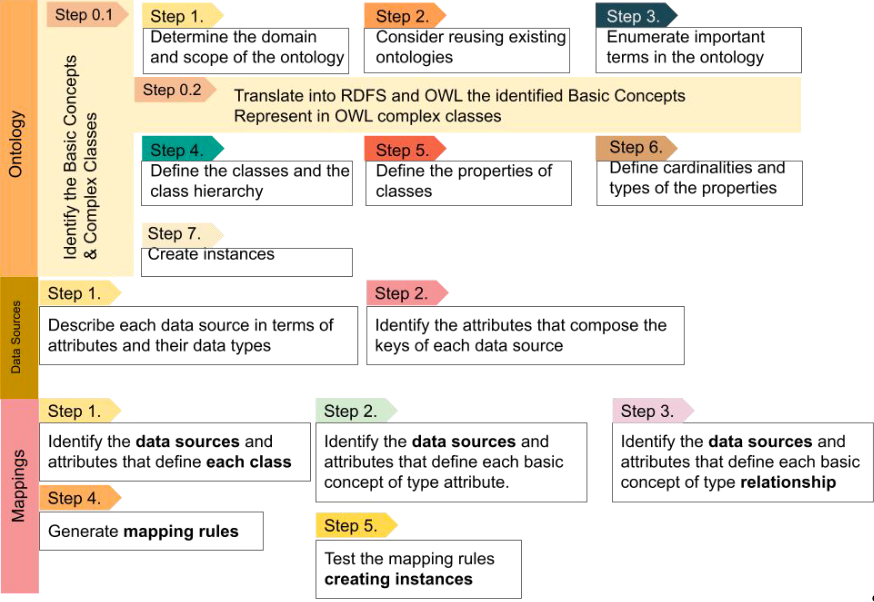 Ontology
Step 0.1
Identify the Basic Concepts
& Complex Classes
Step 1.
Determine the domain
and scope of the ontology
Step 2.
Consider reusing existing
ontologies
Step 3.
Enumerate important
terms in the ontology
Step 0.2
Translate into RDFS and OWL the identified Basic Concepts
Represent in OWL complex classes
Step 4.
Define the classes and the
class hierarchy
Step 5.
Define the properties of
classes
Step 6.
Define cardinalities and
types of the properties
Step 7.
Create instances
Data Sources
Step 1.
Describe each data source in terms of
attributes and their data types
Step 2.
Identify the attributes that compose the
keys of each data source
Mappings
Step 1.
Identify the data sources and
attributes that define each class
Step 2.
Identify the data sources and
attributes that define each basic
concept of type attribute.
Step 3.
Identify the data sources and
attributes that define each basic
concept of type relationship
Step 4.
Generate mapping rules
Step 5.
Test the mapping rules
creating instances